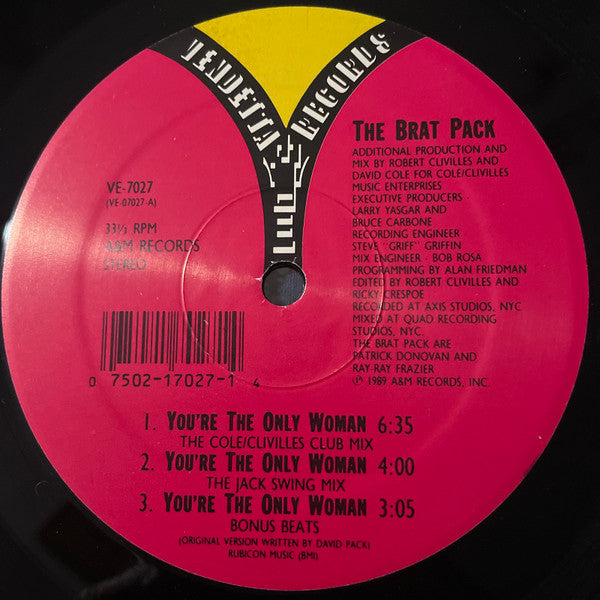 VENDETTA RECORDS
THE BRAT PACK
ADDITIONAL PRODUCTION AND
MIX BY ROBERT CLIVILLES AND
DAVID COLE FOR COLE/CLIVILLES
MUSIC ENTERPRISES
EXECUTIVE PRODUCERS
LARRY YASGAR AND
BRUCE CARBONE
RECORDING ENGINEER
STEVE "GRIFF" GRIFFIN
MIX ENGINEER - BOB ROSA
PROGRAMMING BY ALAN FRIEDMAN
EDITED BY ROBERT CLIVILLES AND
RICKY CRESPOE
RECORDED AT AXIS STUDIOS, NYC
MIXED AT QUAD RECORDING
STUDIOS, NYC.
THE BRAT PACK ARE
PATRICK DONOVAN AND
RAY-RAY FRAZIER
℗ 1989 A&M RECORDS, INC.
VE-7027
(VE-07027-A)
33⅓ RPM
A&M RECORDS
STEREO
0 7502-17027-1 4
1. YOU'RE THE ONLY WOMAN 6:35
THE COLE/CLIVILLES CLUB MIX
2. YOU'RE THE ONLY WOMAN 4:00
THE JACK SWING MIX
3. YOU'RE THE ONLY WOMAN 3:05
BONUS BEATS
(ORIGINAL VERSION WRITTEN BY DAVID PACK)
RUBICON MUSIC (BMI)